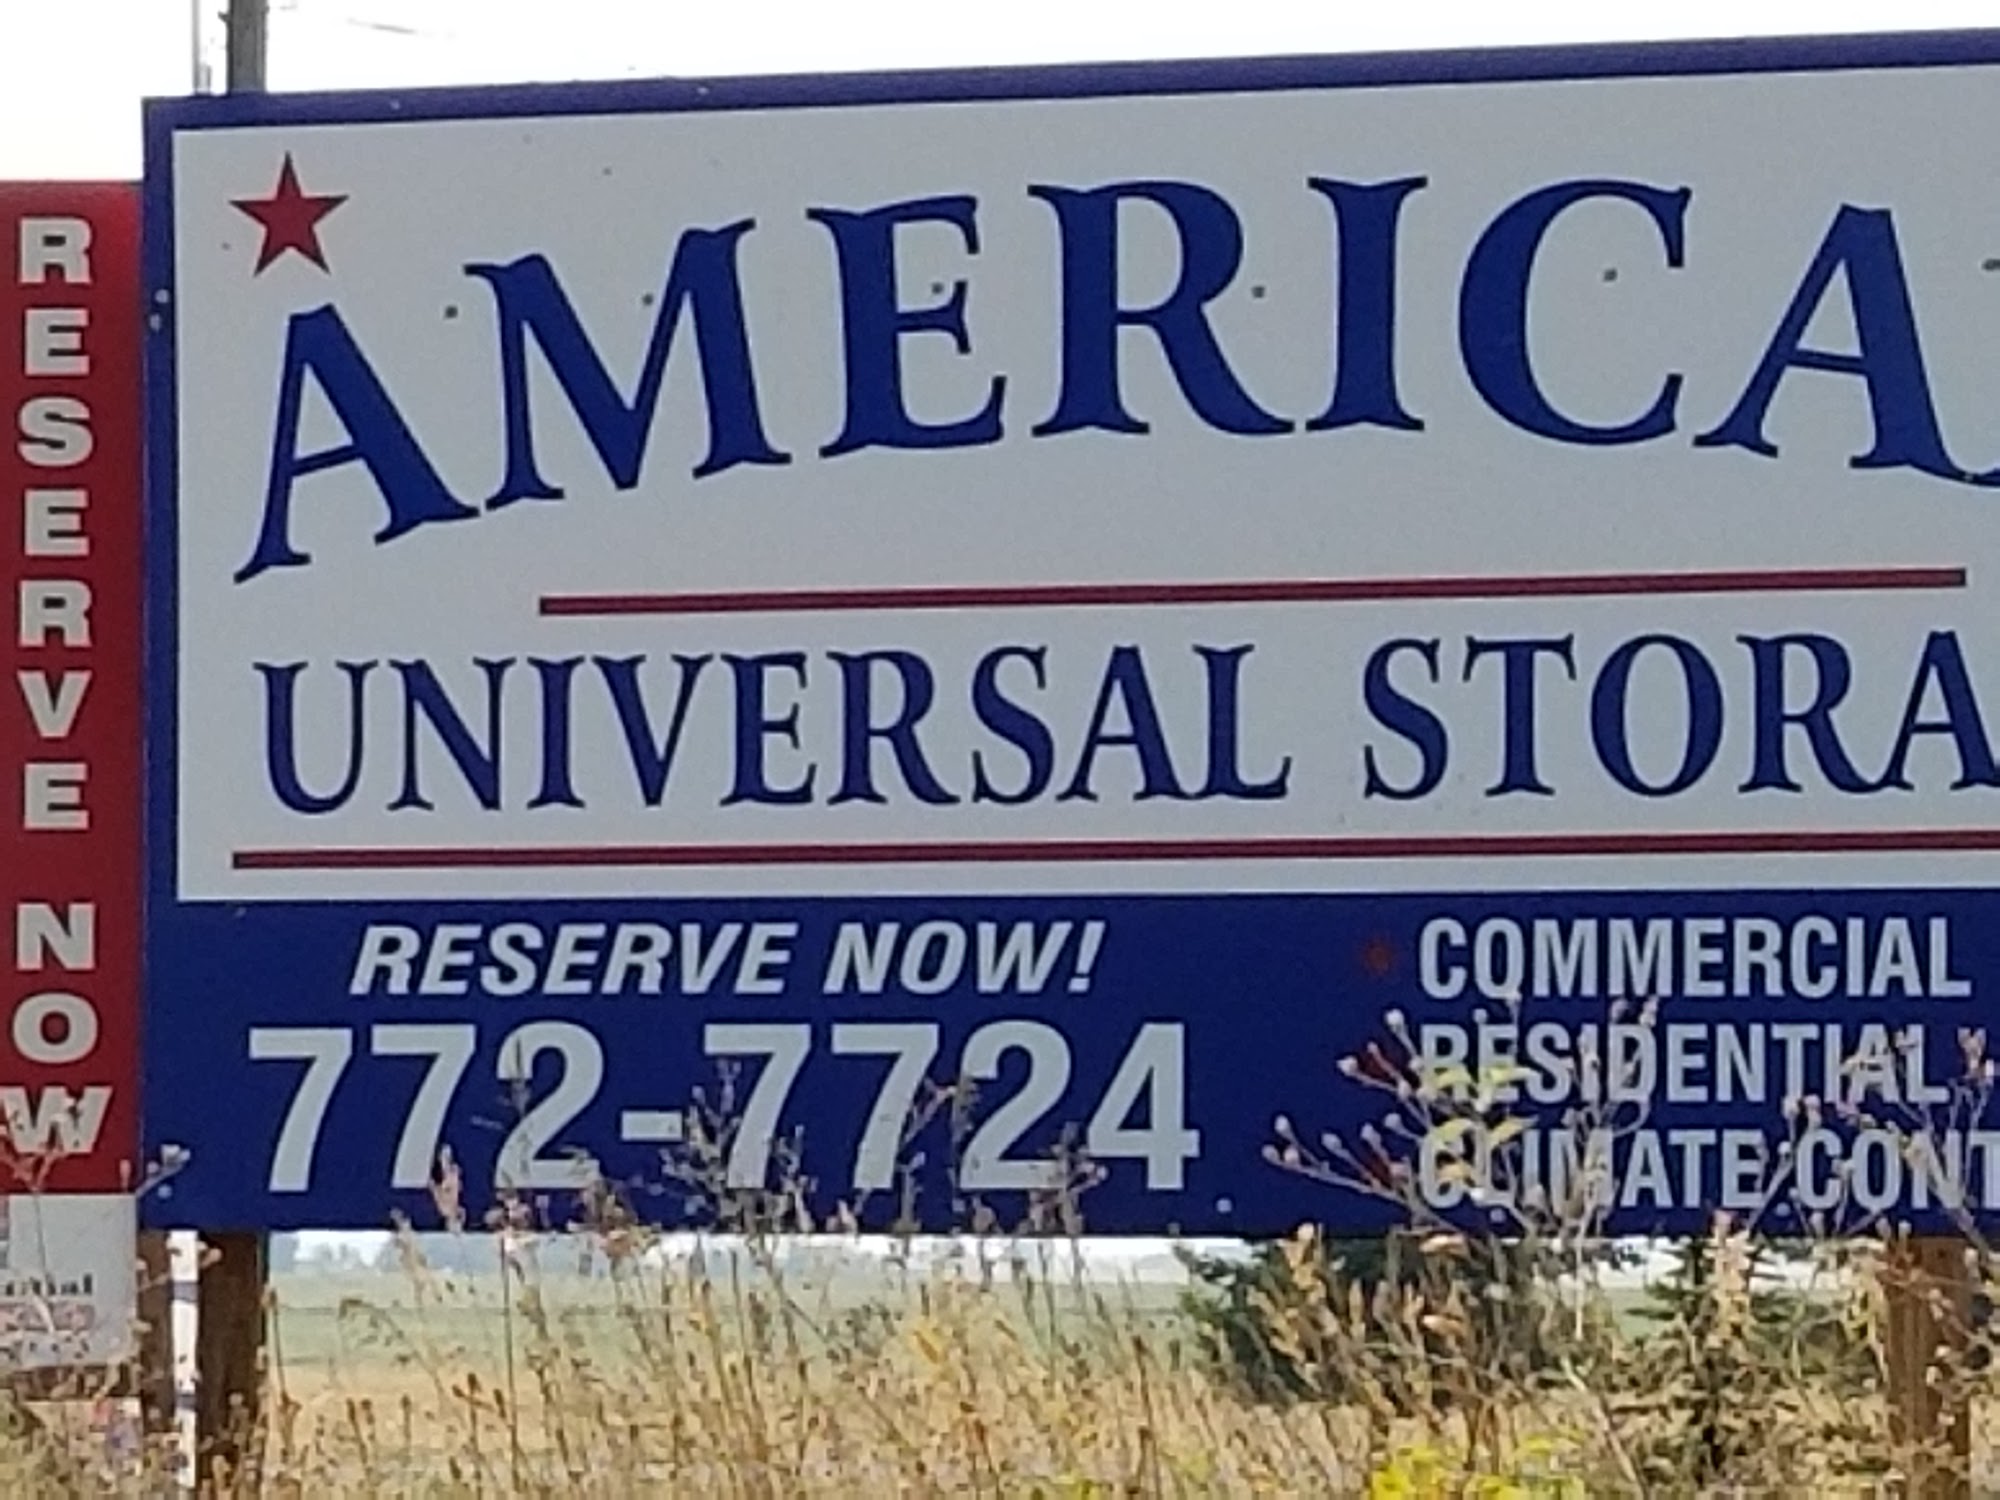 RESERVE NOW
AMERICA
UNIVERSAL STORA
RESERVE NOW!
772-7724
COMMERCIAL
RESIDENTIAL
CLIMATE CONT